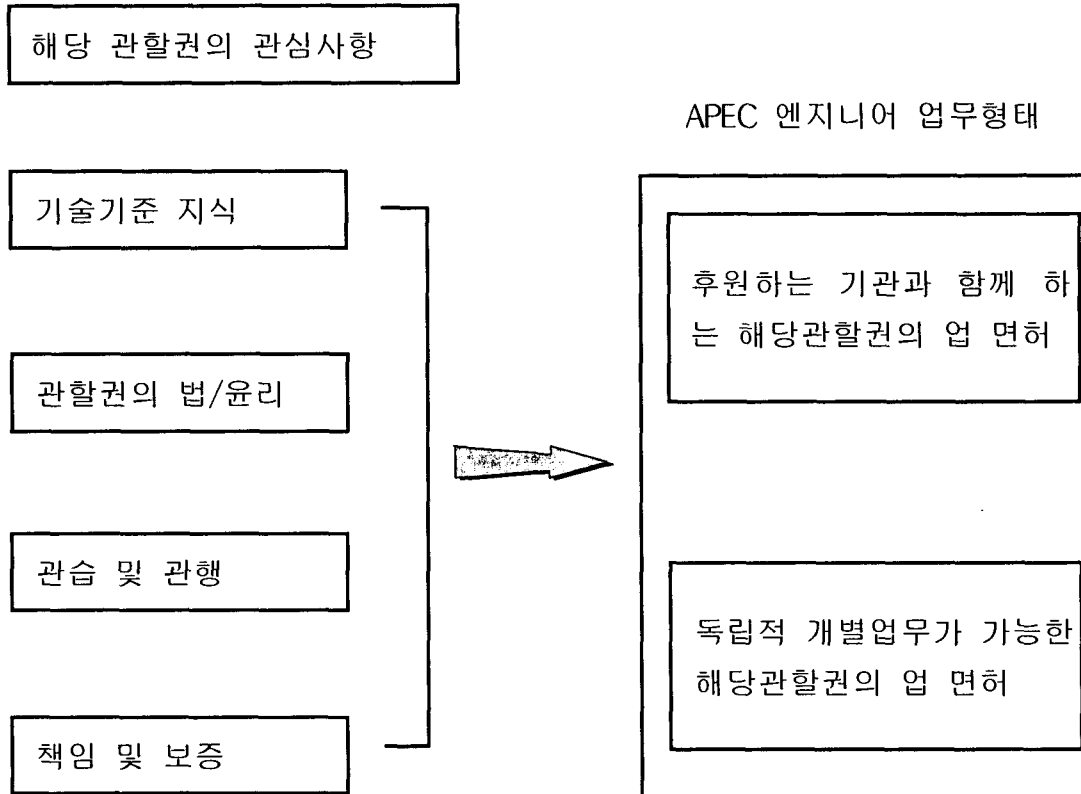 해당 관할권의 관심사항
기술기준 지식
관할권의 법/윤리
관습 및 관행
책임 및 보증
APEC 엔지니어 업무형태
후원하는 기관과 함께 하
는 해당관할권의 업 면허
독립적 개별업무가 가능한
해당관할권의 업 면허